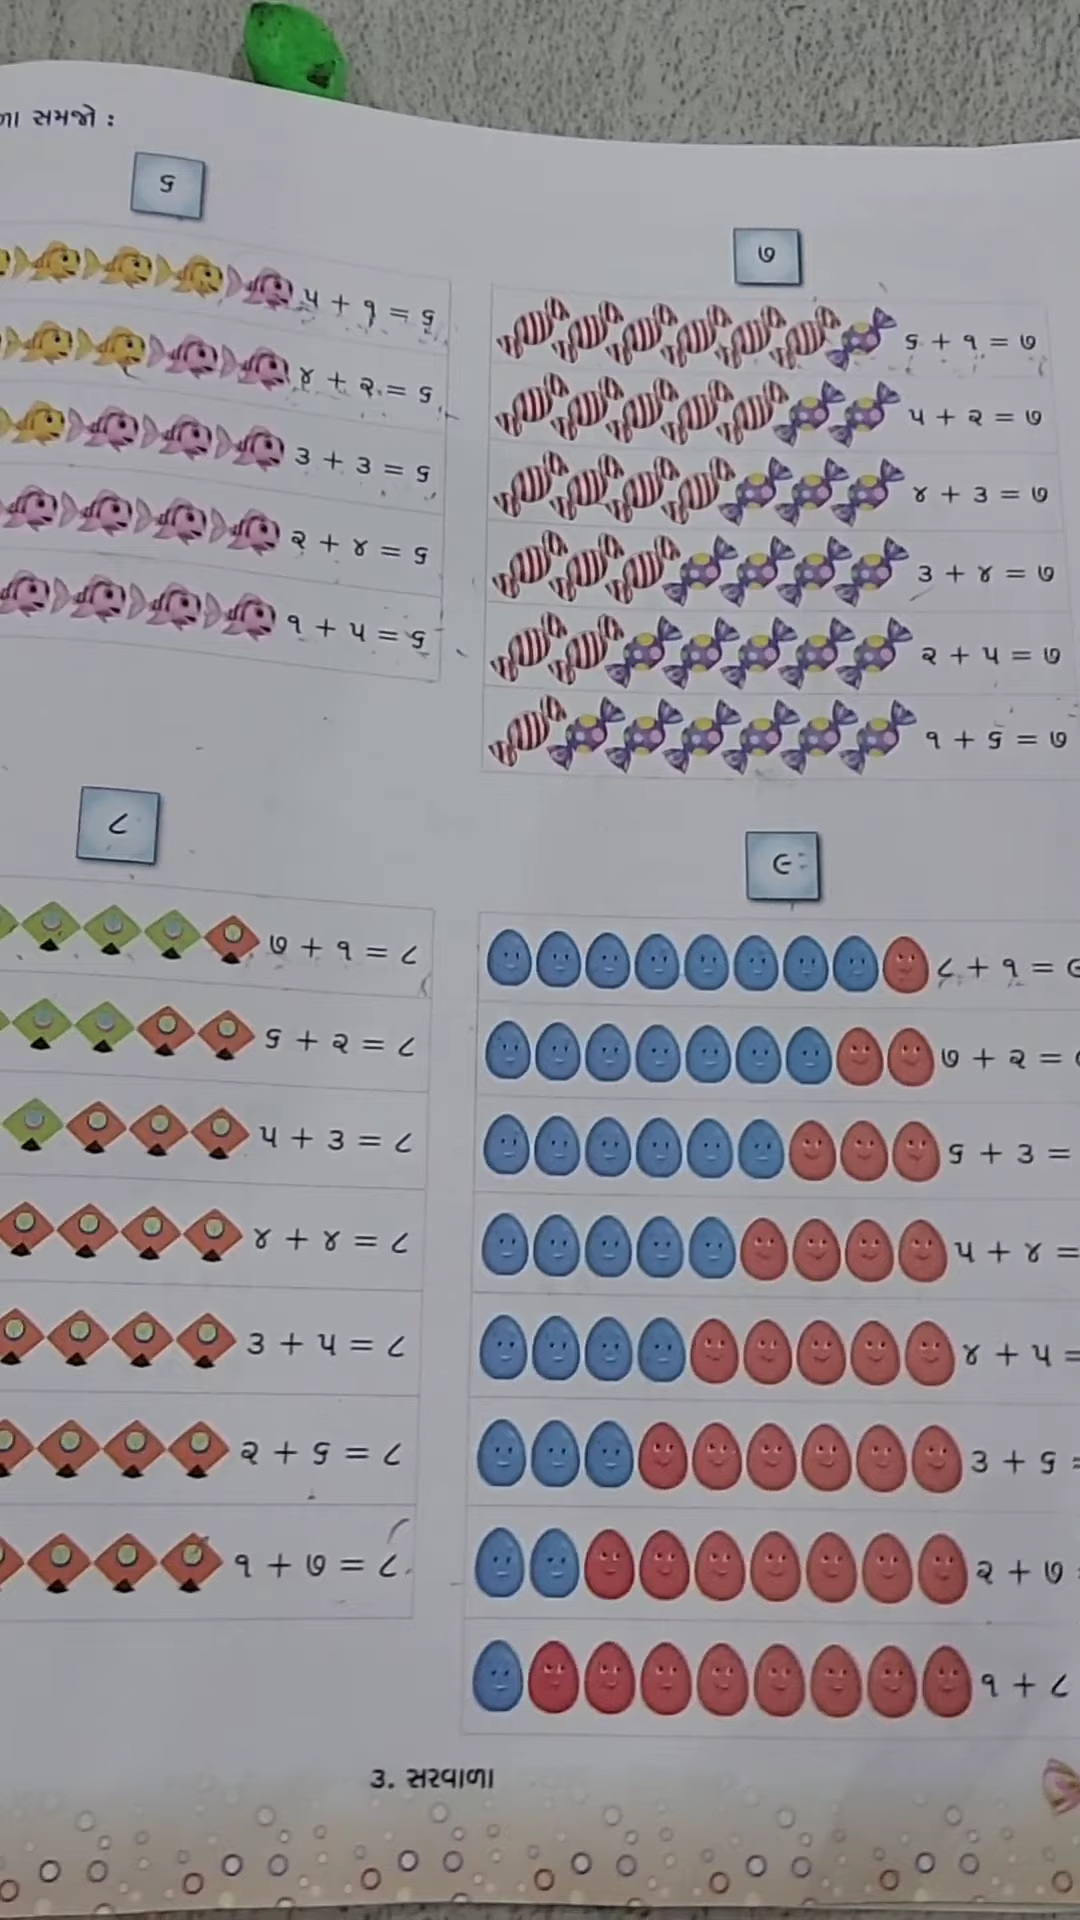 સમજો :
૬
૫ + ૧ = ૬
૪ + ૨ = ૬
૩ + ૩ = ૬
૨ + ૪ = ૬
૧ + ૫ = ૬
૭
૬ + ૧ = ૭
૫ + ૨ = ૭
૪ + ૩ = ૭
૩ + ૪ = ૭
૨ + ૫ = ૭
૧ + ૬ = ૭
૮
૭ + ૧ = ૮
૬ + ૨ = ૮
૫ + ૩ = ૮
૪ + ૪ = ૮
૩ + ૫ = ૮
૨ + ૬ = ૮
૧ + ૭ = ૮
૯
૮ + ૧ = ૯
૭ + ૨ =
૬ + ૩ =
૫ + ૪ =
૪ + ૫ =
૩ + ૬ =
૨ + ૭
૧ + ૮
૩. સરવાળા